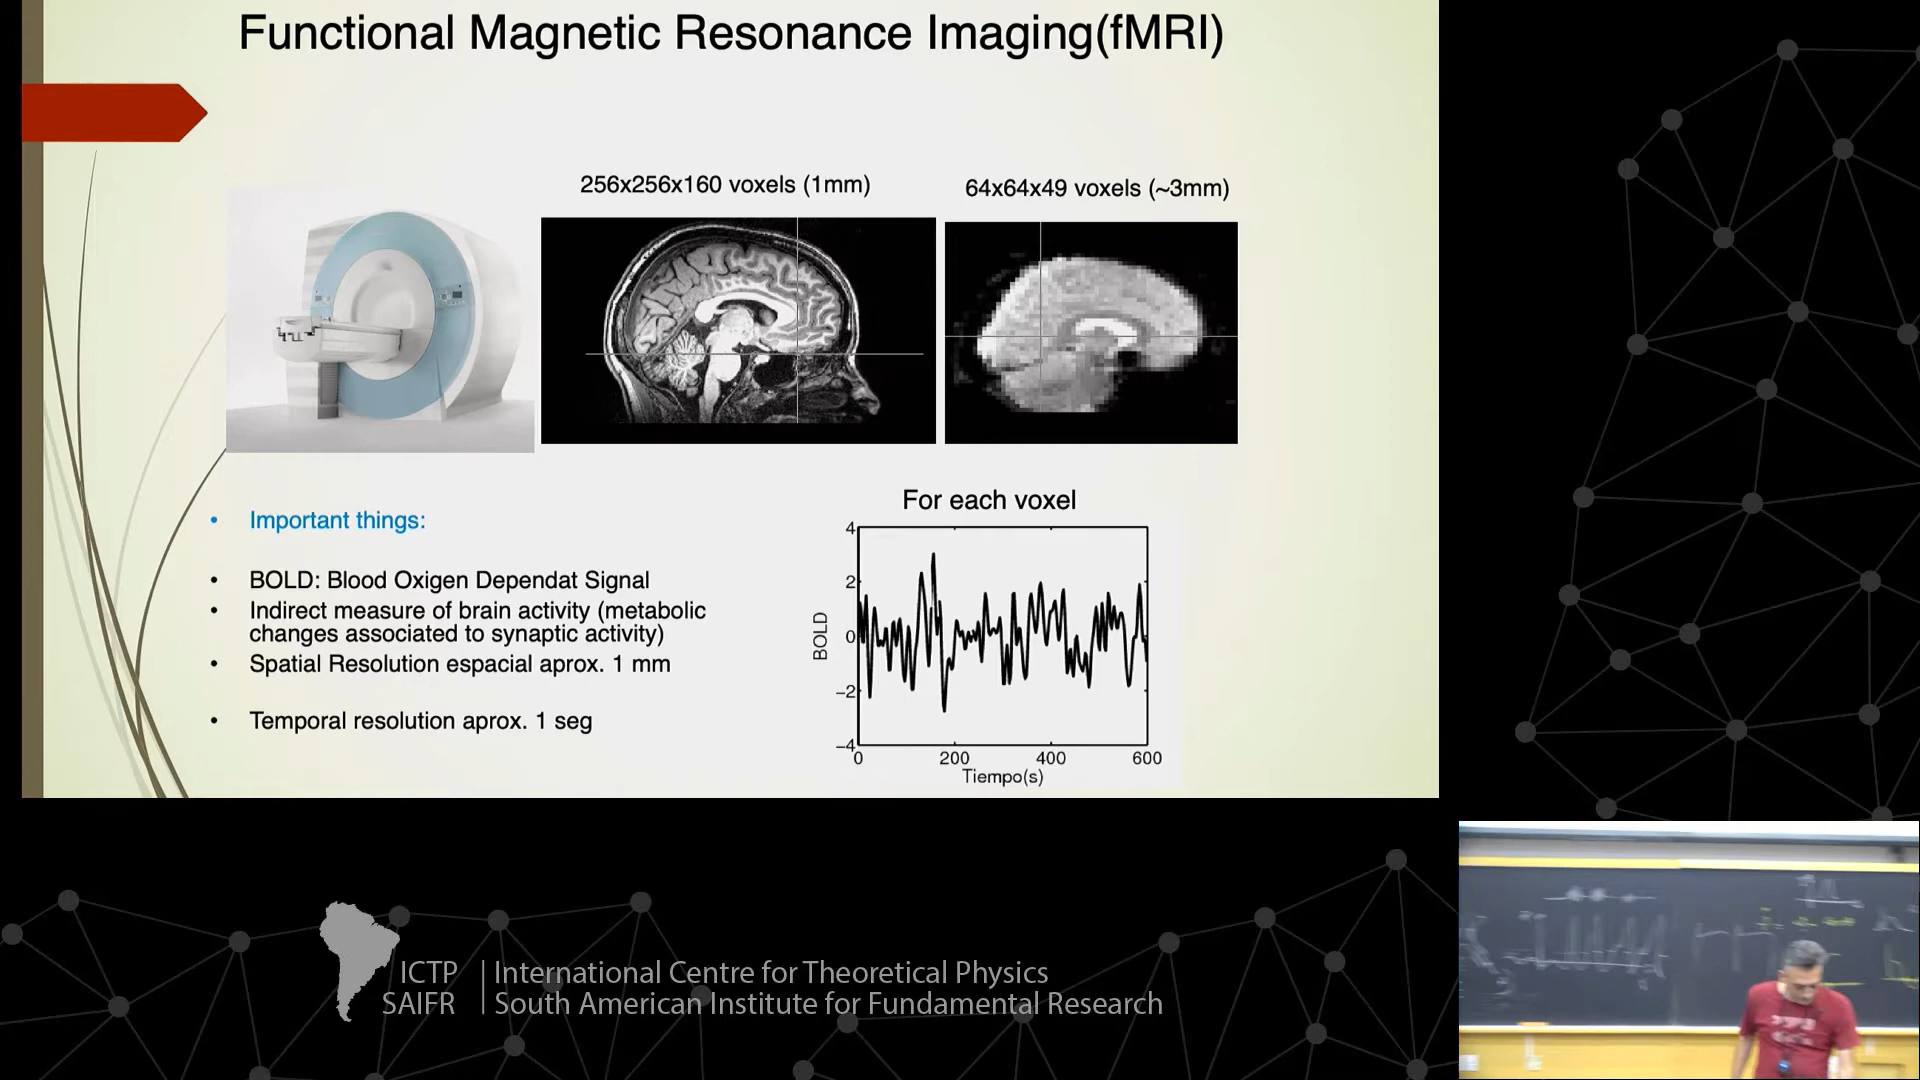 Functional Magnetic Resonance Imaging(fMRI)
256x256x160 voxels (1mm)
64x64x49 voxels (~3mm)
• Important things:
• BOLD: Blood Oxigen Dependat Signal
• Indirect measure of brain activity (metabolic
changes associated to synaptic activity)
• Spatial Resolution espacial aprox. 1 mm
• Temporal resolution aprox. 1 seg
For each voxel
4
2
0
−2
−4
BOLD
0 200 400 600
Tiempo(s)
ICTP | International Centre for Theoretical Physics
SAIFR | South American Institute for Fundamental Research